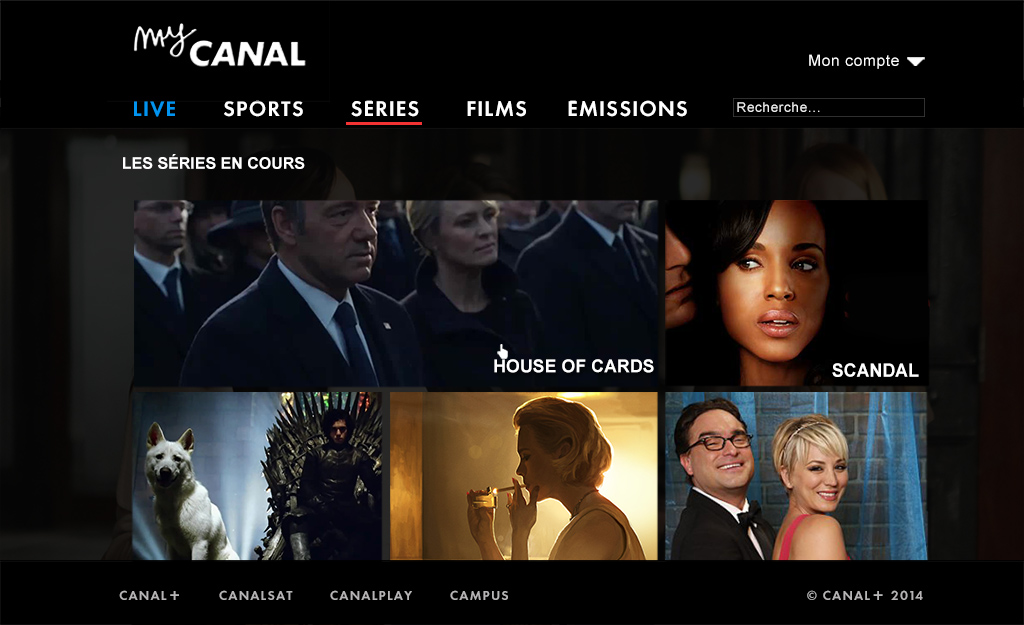 my CANAL
Mon compte
LIVE SPORTS SÉRIES FILMS EMISSIONS Recherche...
LES SÉRIES EN COURS
HOUSE OF CARDS
SCANDAL
CANAL+ CANALSAT CANALPLAY CAMPUS © CANAL+ 2014